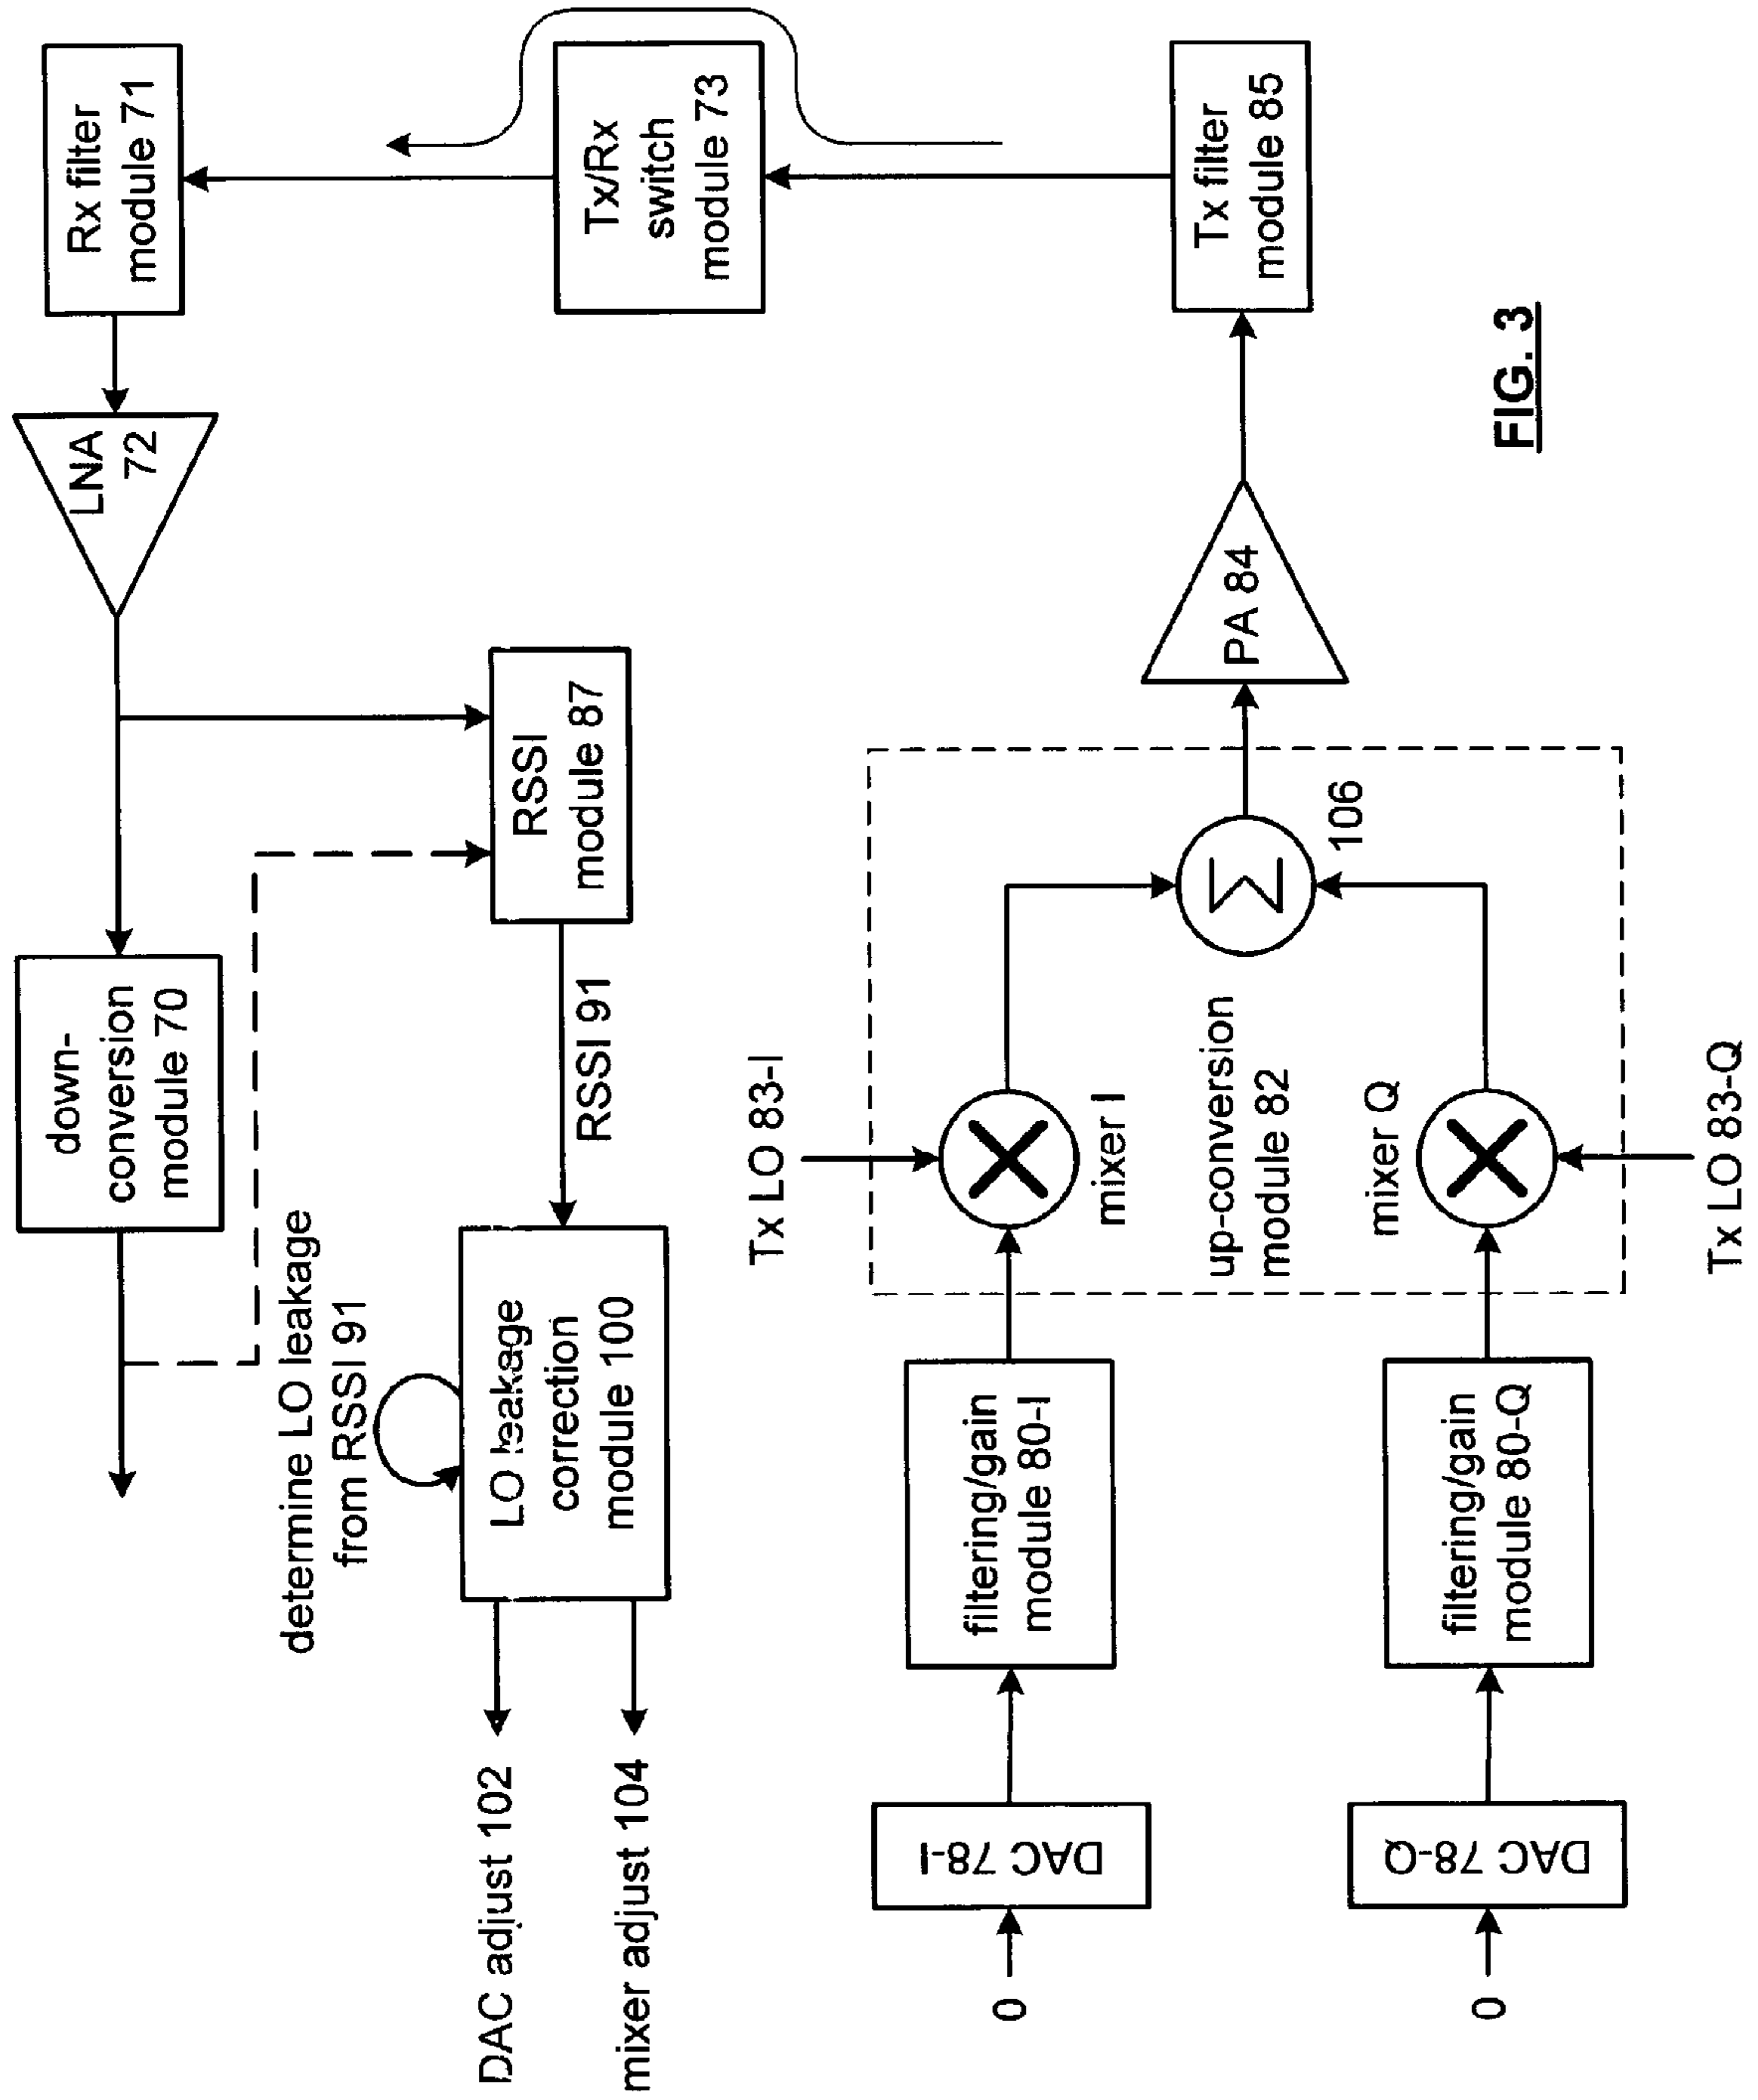 down-
conversion
module 70
LNA
72
Rx filter
module 71
determine LO leakage
from RSSI 91
DAC adjust 102
mixer adjust 104
LO leakage
correction
module 100
RSSI 91
RSSI
module 87
Tx/Rx
switch
module 73
Tx LO 83-I
0
DAC 78-I
filtering/gain
module 80-I
mixer I
up-conversion
module 82
Σ
106
PA 84
Tx filter
module 85
mixer Q
0
DAC 78-Q
filtering/gain
module 80-Q
Tx LO 83-Q
FIG. 3